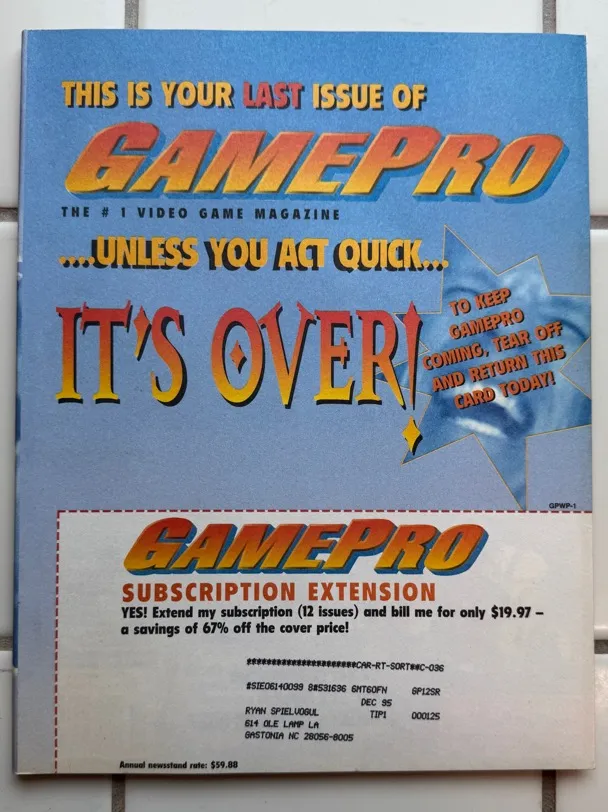 THIS IS YOUR LAST ISSUE OF
GAMEPRO
THE # 1 VIDEO GAME MAGAZINE
....UNLESS YOU ACT QUICK...
IT'S OVER!
TO KEEP
GAMEPRO
COMING, TEAR OFF
AND RETURN THIS
CARD TODAY!
GPWP-1
GAMEPRO
SUBSCRIPTION EXTENSION
YES! Extend my subscription (12 issues) and bill me for only $19.97 –
a savings of 67% off the cover price!
**********************CAR-RT-SORT**C-036
#SIE06140099 8#531636 6MT60FN GP12SR
DEC 95
RYAN SPIELVOGUL TIP1 000125
614 OLE LAMP LA
GASTONIA NC 28056-8005
Annual newsstand rate: $59.88